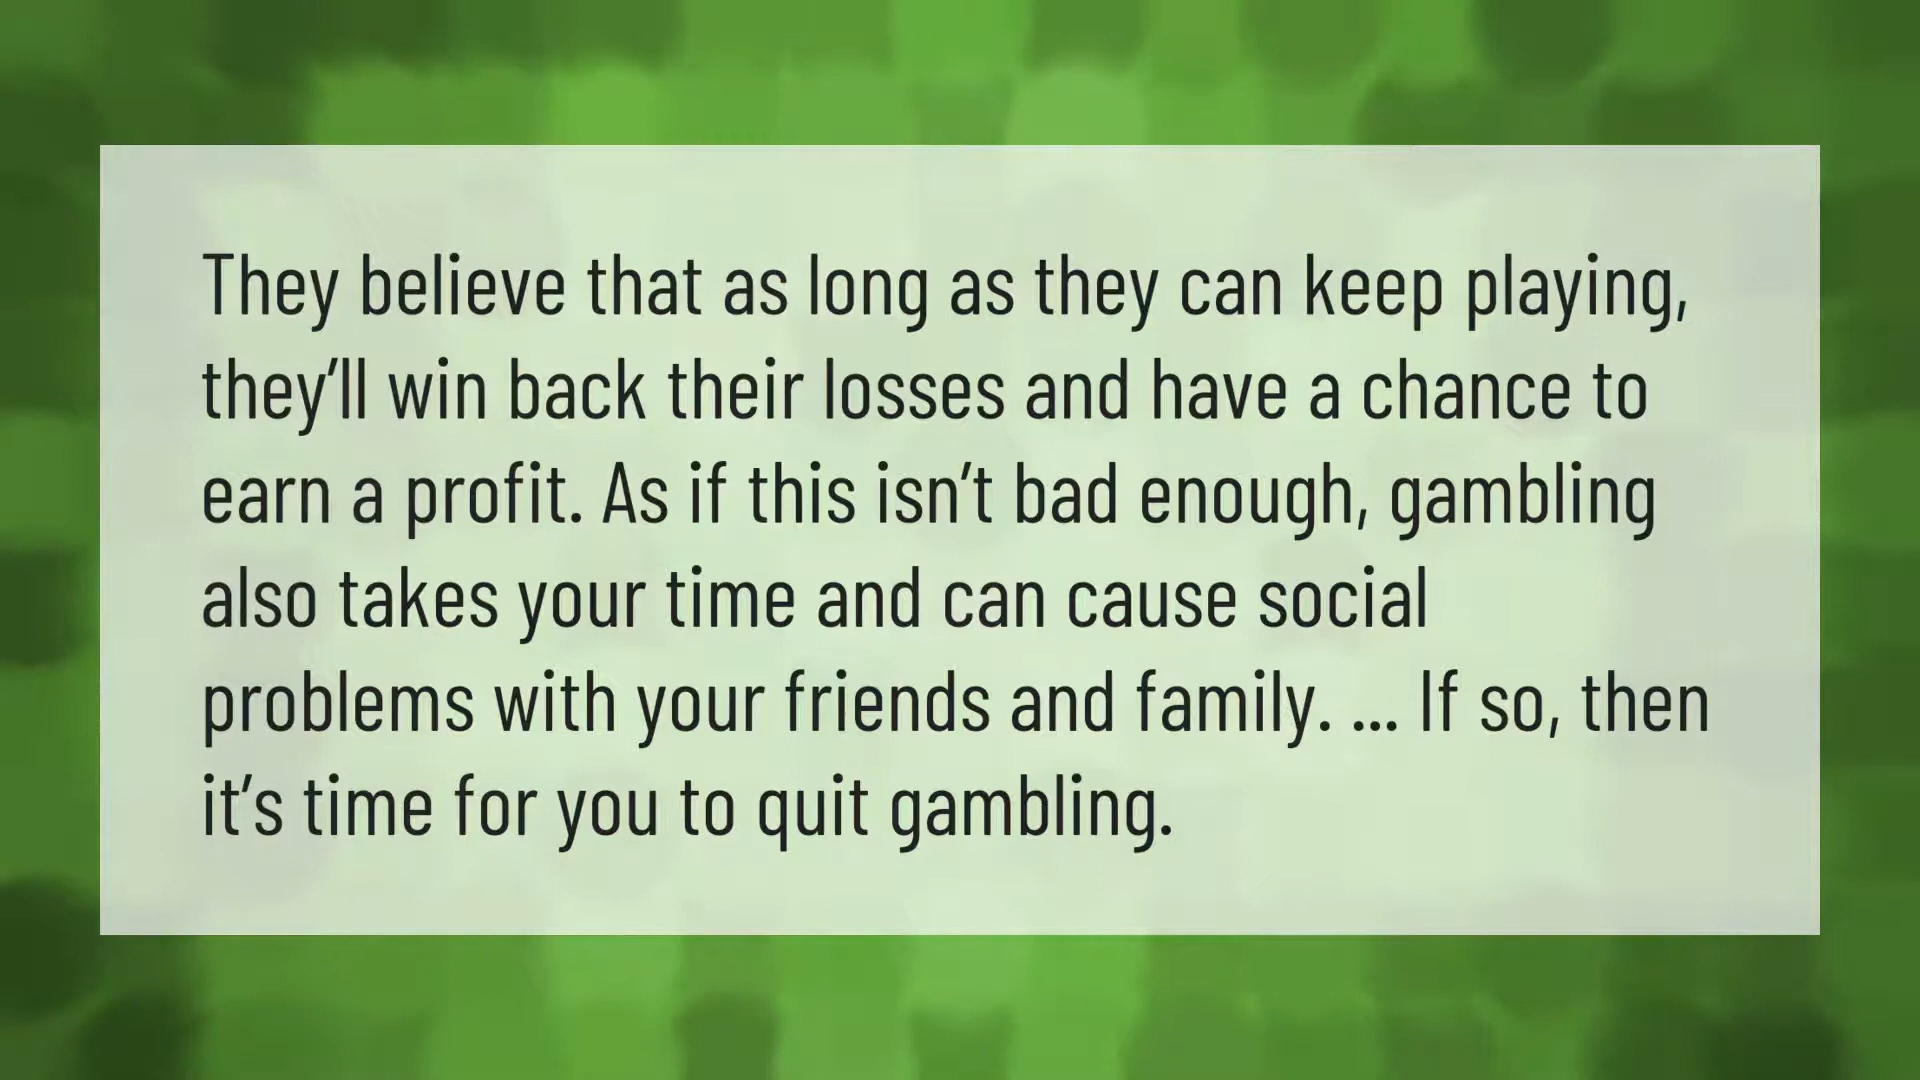 They believe that as long as they can keep playing,
they’ll win back their losses and have a chance to
earn a profit. As if this isn’t bad enough, gambling
also takes your time and can cause social
problems with your friends and family. ... If so, then
it’s time for you to quit gambling.